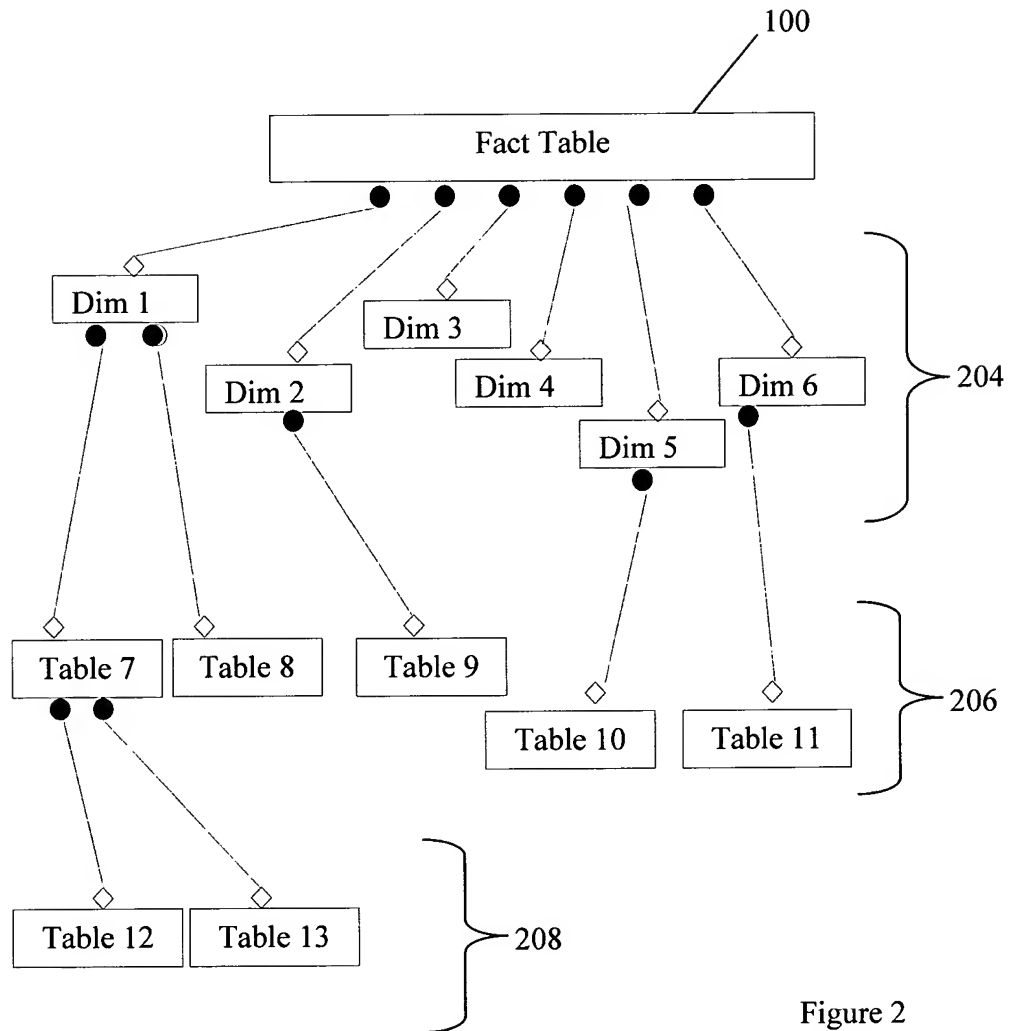 100
Fact Table
Dim 1
Dim 3
Dim 2
Dim 4
Dim 6
204
Dim 5
Table 7
Table 8
Table 9
206
Table 10
Table 11
Table 12
Table 13
208
Figure 2